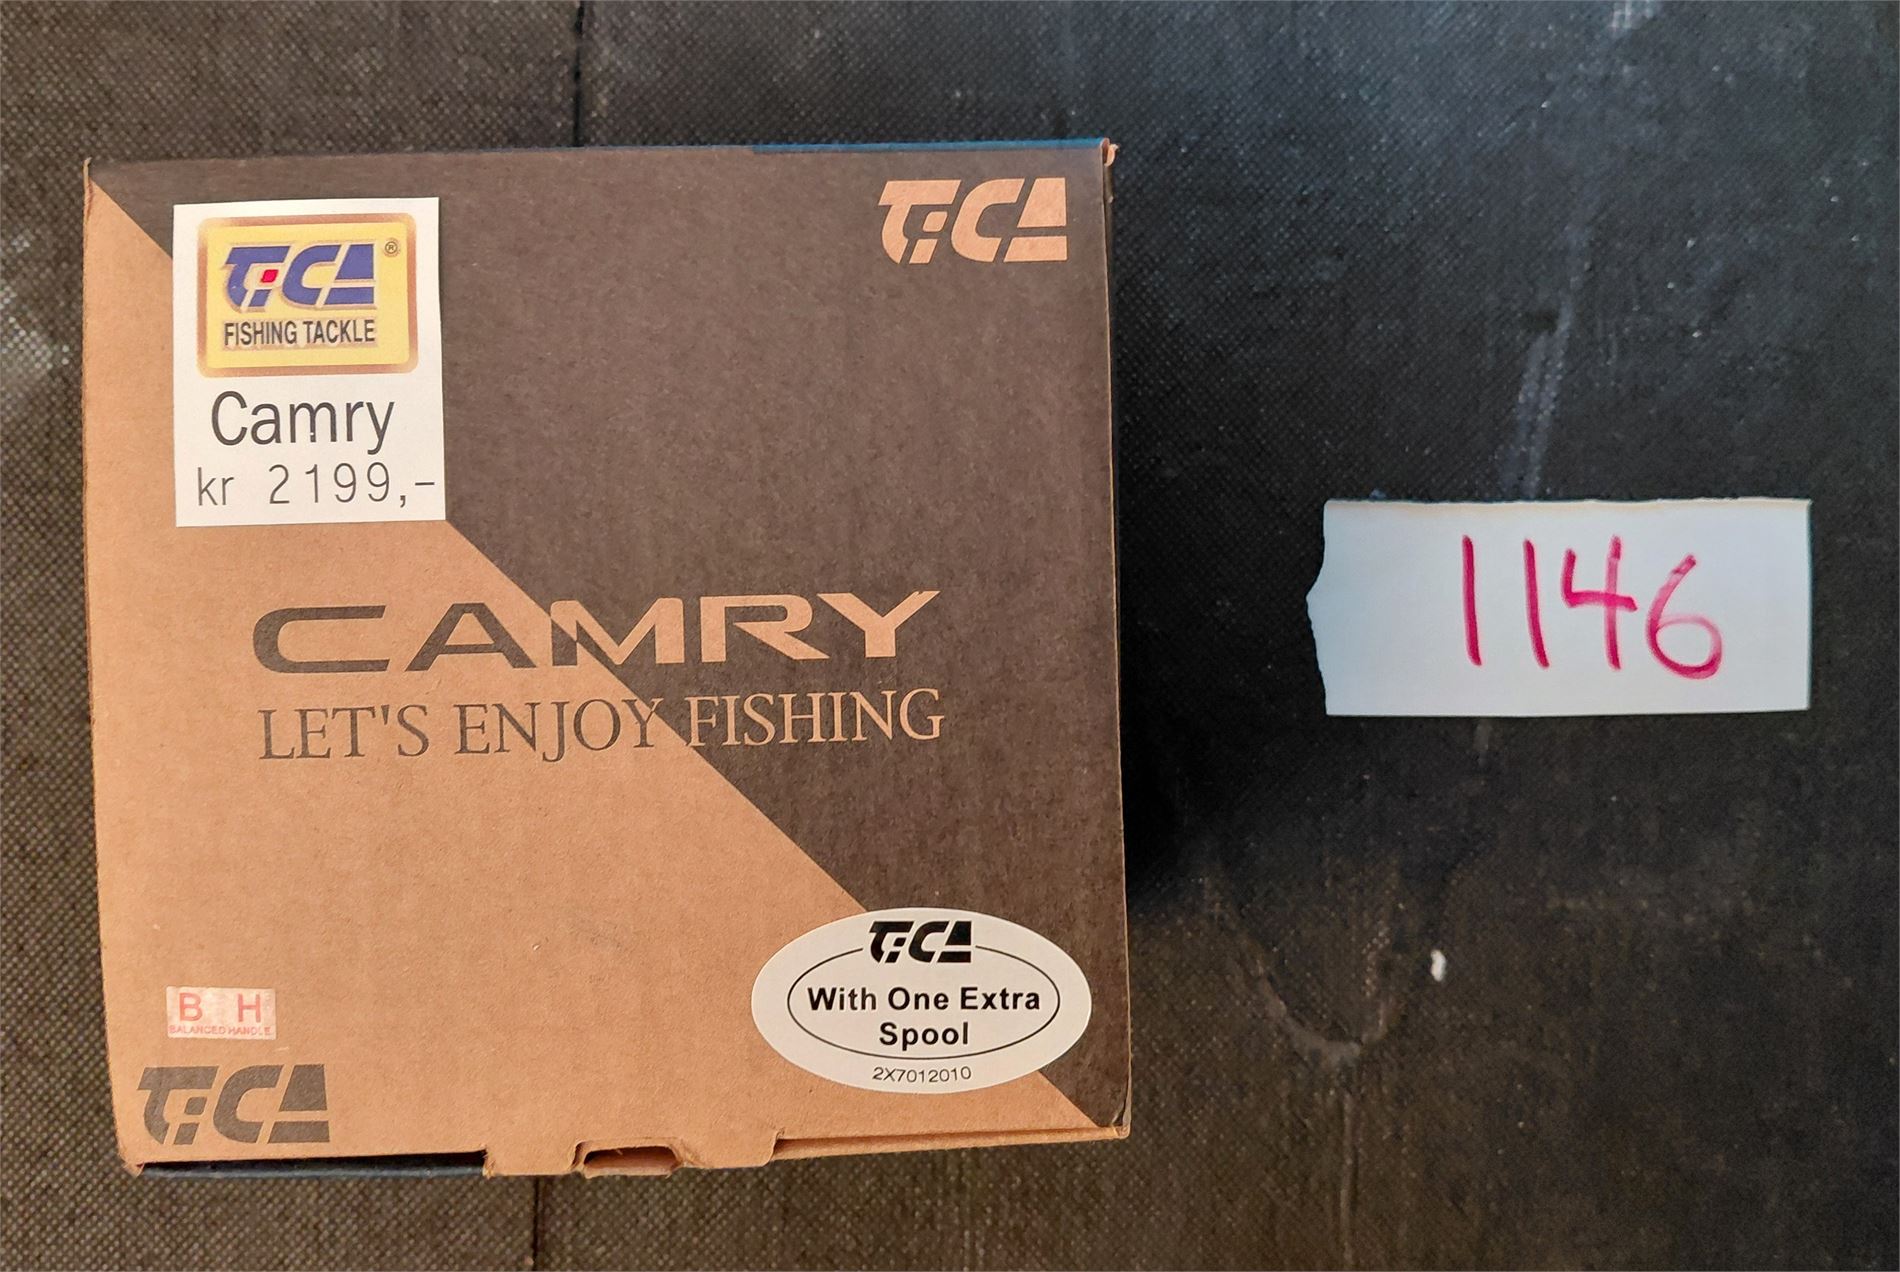 TiCA
TiCA®
FISHING TACKLE
Camry
kr 2199,-
CAMRY
LET'S ENJOY FISHING
1146
TiCA
With One Extra
Spool
2X7012010
B H
BALANCED HANDLE
TiCA